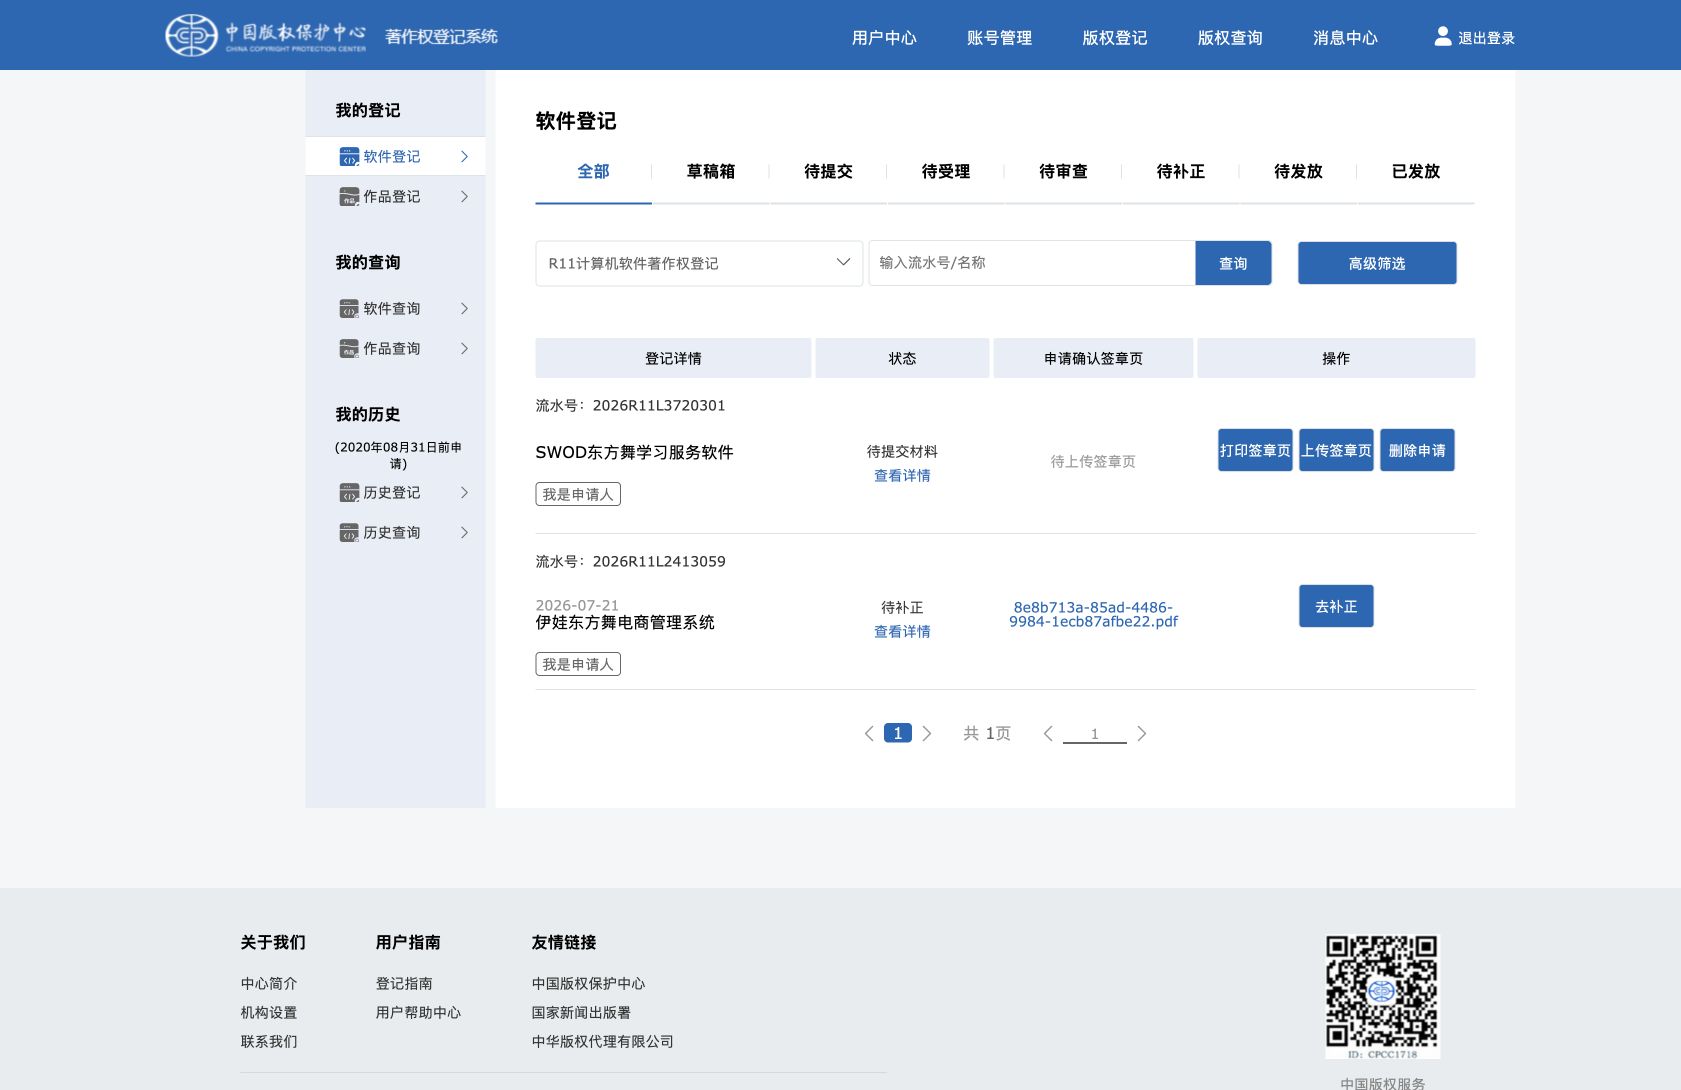 中国版权保护中心
CHINA COPYRIGHT PROTECTION CENTER
著作权登记系统
用户中心 账号管理 版权登记 版权查询 消息中心 退出登录
我的登记
软件登记
作品登记
我的查询
软件查询
作品查询
我的历史
(2020年08月31日前申
请)
历史登记
历史查询
软件登记
全部 草稿箱 待提交 待受理 待审查 待补正 待发放 已发放
R11计算机软件著作权登记 输入流水号/名称 查询 高级筛选
登记详情 状态 申请确认签章页 操作
流水号：2026R11L3720301
SWOD东方舞学习服务软件
我是申请人
待提交材料
查看详情
待上传签章页
打印签章页 上传签章页 删除申请
流水号：2026R11L2413059
2026-07-21
伊娃东方舞电商管理系统
我是申请人
待补正
查看详情
8e8b713a-85ad-4486-
9984-1ecb87afbe22.pdf
去补正
1 共 1页 1
关于我们
中心简介
机构设置
联系我们
用户指南
登记指南
用户帮助中心
友情链接
中国版权保护中心
国家新闻出版署
中华版权代理有限公司
ID: CPCC1718
中国版权服务